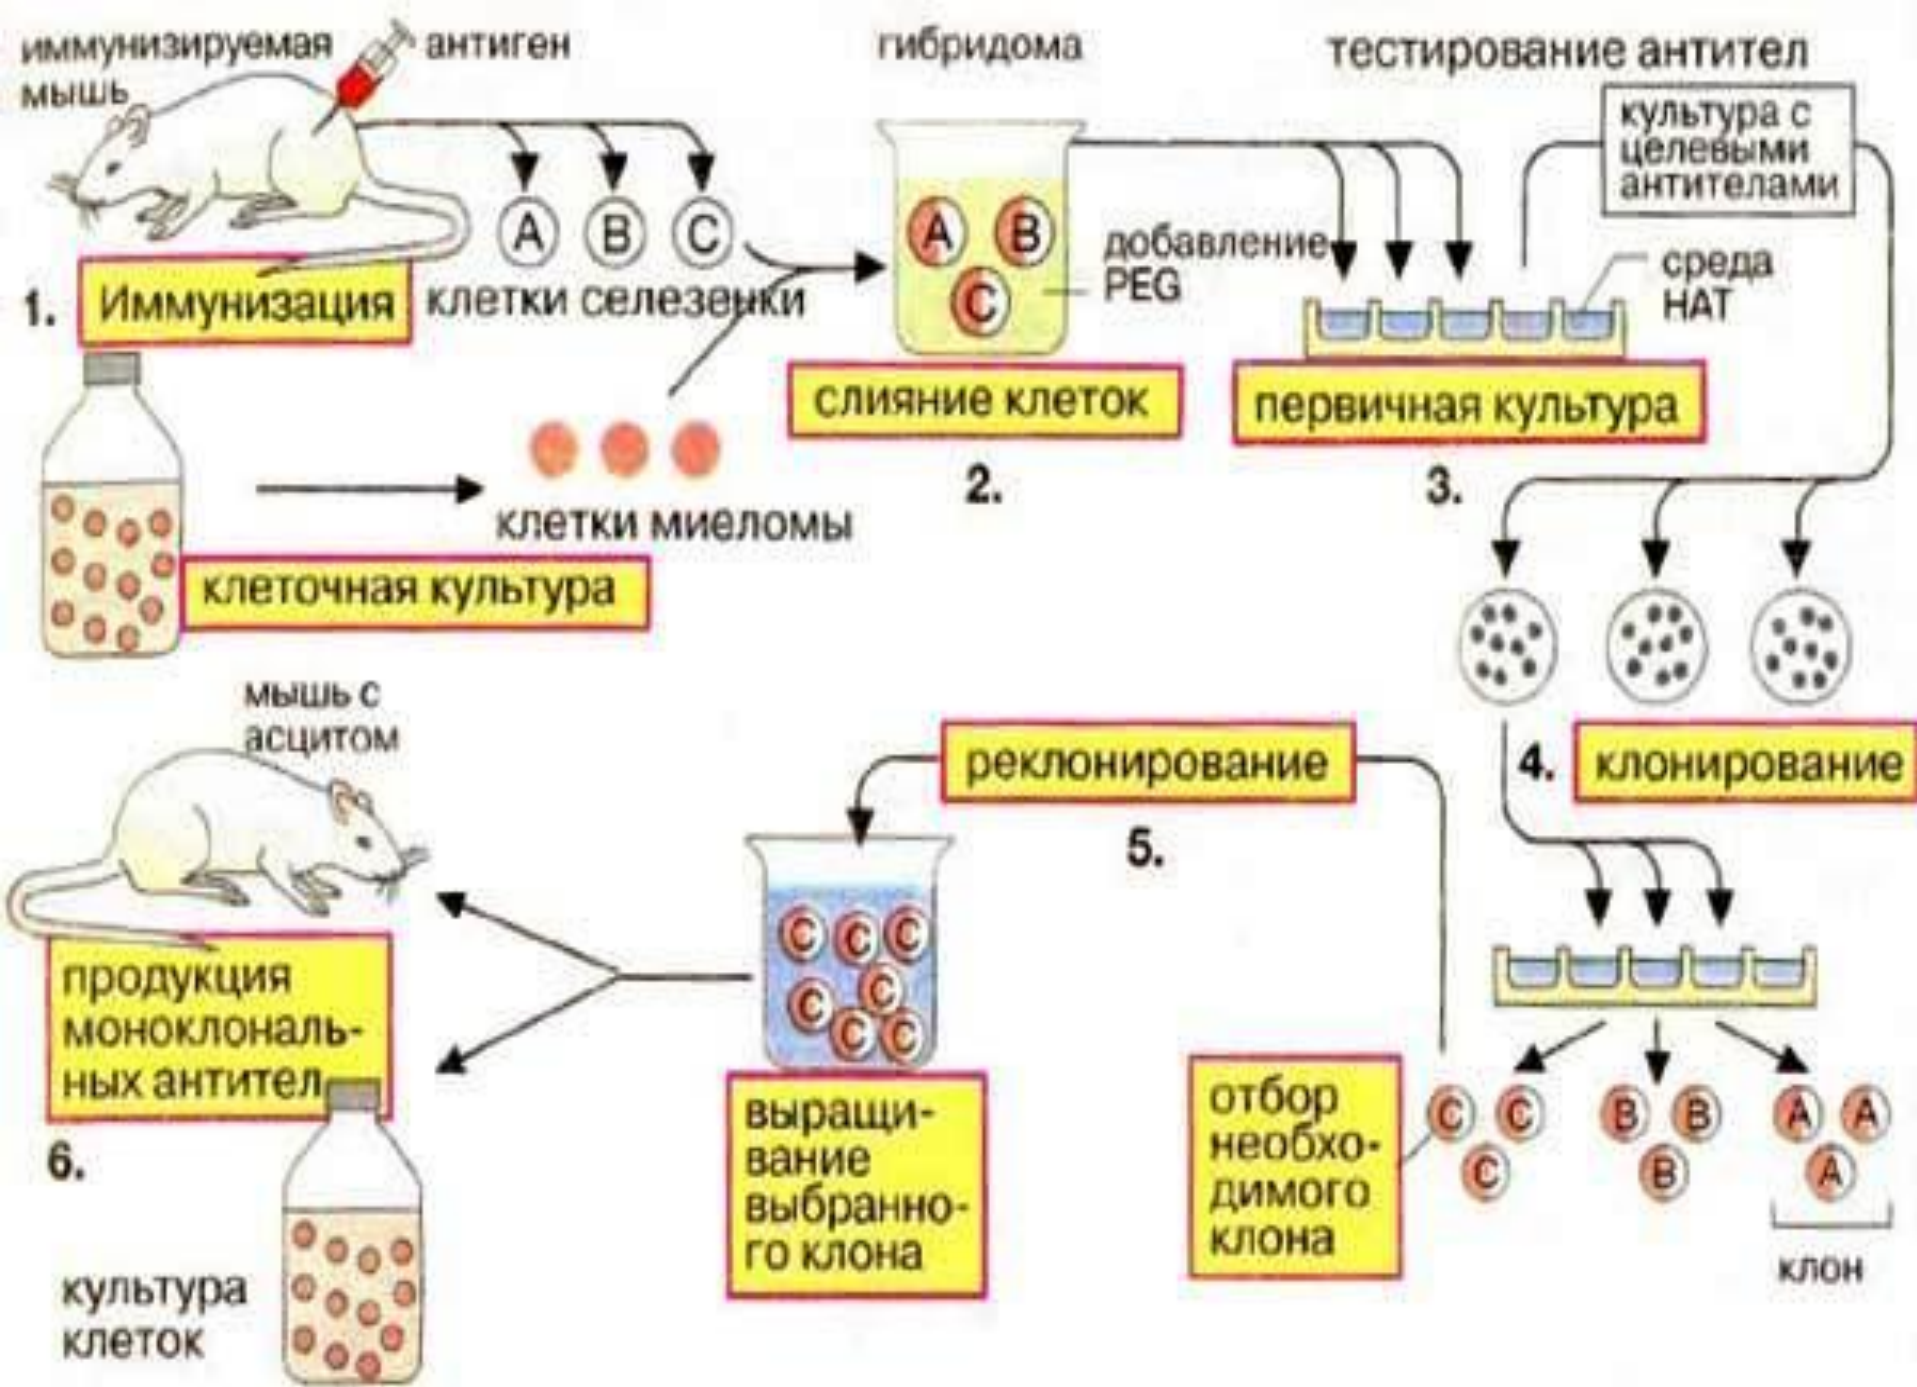 иммунизируемая
мышь
антиген
A B C
1.
Иммунизация
клетки селезенки
клетки миеломы
клеточная культура
гибридома
A B
C
добавление
PEG
слияние клеток
2.
тестирование антител
культура с
целевыми
антителами
среда
HAT
первичная культура
3.
4.
клонирование
C C
C
B B
B
A A
A
клон
отбор
необхо-
димого
клона
реклонирование
5.
C C C
C C
C C
выращи-
вание
выбранно-
го клона
мышь с
асцитом
продукция
моноклональ-
ных антител
6.
культура
клеток